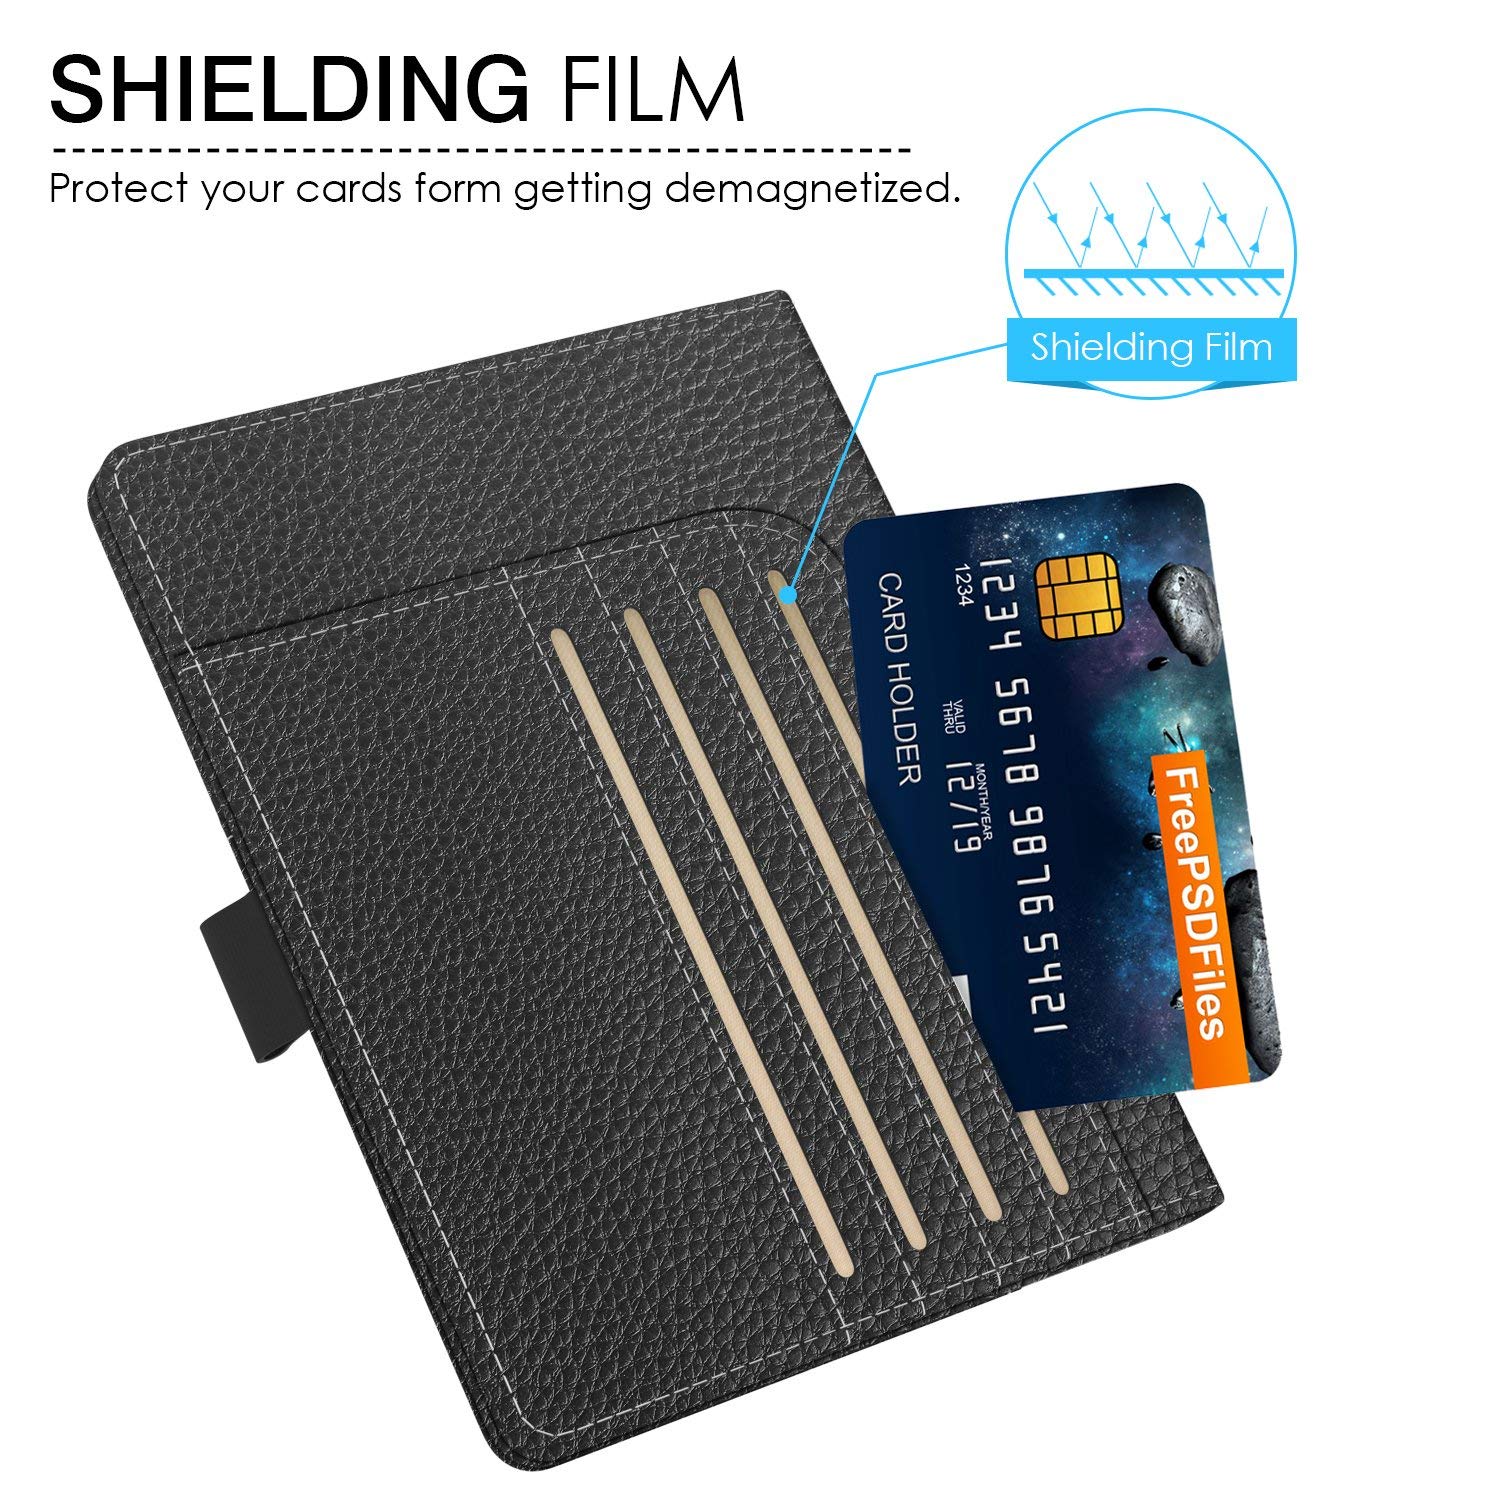 SHIELDING FILM
Protect your cards form getting demagnetized.
Shielding Film
1234 5678 9876 5421
1234
VALID
THRU
MONTH/YEAR
12/19
CARD HOLDER
FreePSDFiles